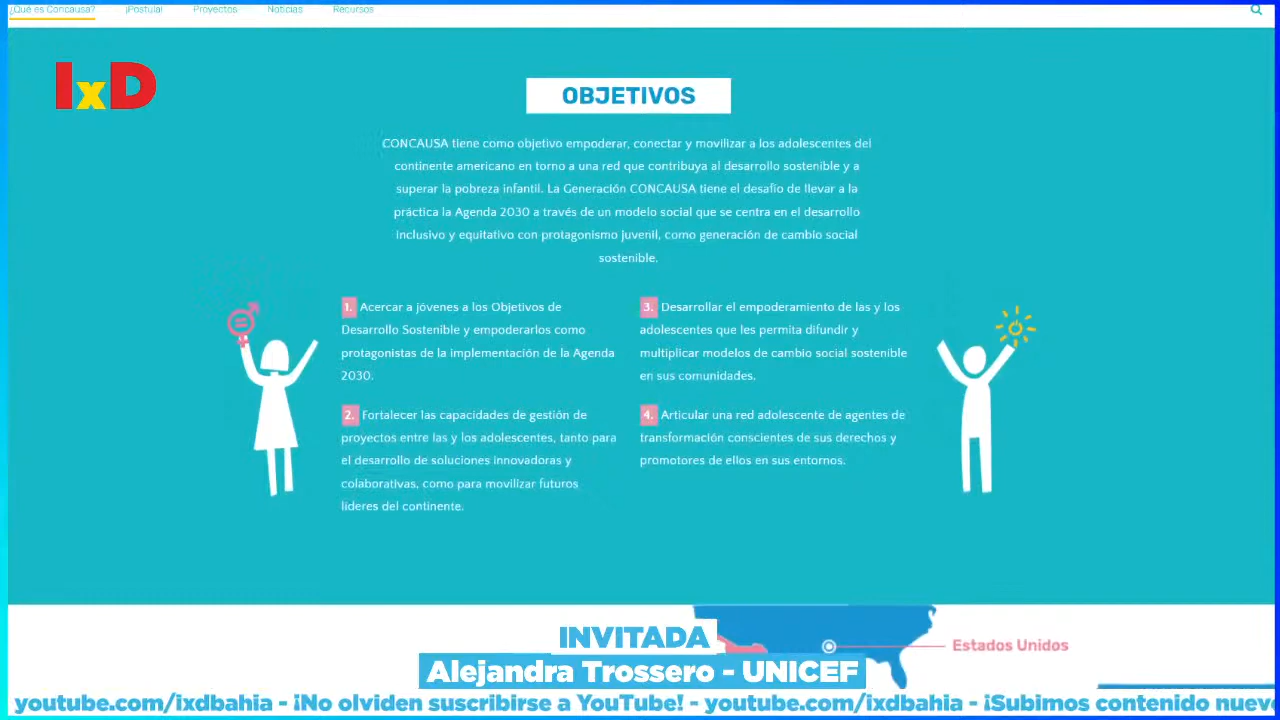 ¿Qué es Concausa?
¡Postula!
Proyectos
Noticias
Recursos
IxD
OBJETIVOS
CONCAUSA tiene como objetivo empoderar, conectar y movilizar a los adolescentes del
continente americano en torno a una red que contribuya al desarrollo sostenible y a
superar la pobreza infantil. La Generación CONCAUSA tiene el desafío de llevar a la
práctica la Agenda 2030 a través de un modelo social que se centra en el desarrollo
inclusivo y equitativo con protagonismo juvenil, como generación de cambio social
sostenible.
1. Acercar a jóvenes a los Objetivos de
Desarrollo Sostenible y empoderarlos como
protagonistas de la implementación de la Agenda
2030.
2. Fortalecer las capacidades de gestión de
proyectos entre las y los adolescentes, tanto para
el desarrollo de soluciones innovadoras y
colaborativas, como para movilizar futuros
líderes del continente.
3. Desarrollar el empoderamiento de las y los
adolescentes que les permita difundir y
multiplicar modelos de cambio social sostenible
en sus comunidades.
4. Articular una red adolescente de agentes de
transformación conscientes de sus derechos y
promotores de ellos en sus entornos.
Estados Unidos
INVITADA
Alejandra Trossero - UNICEF
youtube.com/ixdbahia - ¡No olviden suscribirse a YouTube! - youtube.com/ixdbahia - ¡Subimos contenido nuevo